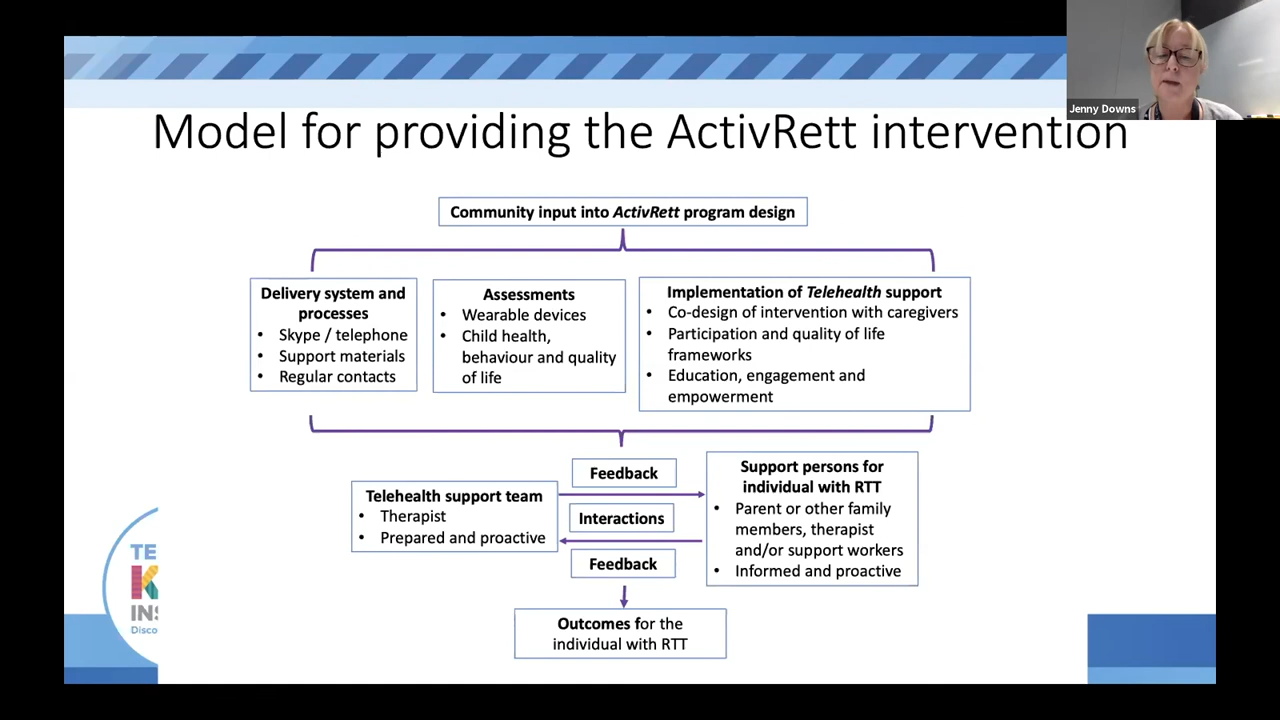 Jenny Downs
Model for providing the ActivRett intervention
Community input into ActivRett program design
Delivery system and
processes
• Skype / telephone
• Support materials
• Regular contacts
Assessments
• Wearable devices
• Child health,
behaviour and quality
of life
Implementation of Telehealth support
• Co-design of intervention with caregivers
• Participation and quality of life
frameworks
• Education, engagement and
empowerment
Telehealth support team
• Therapist
• Prepared and proactive
Feedback
Interactions
Feedback
Support persons for
individual with RTT
• Parent or other family
members, therapist
and/or support workers
• Informed and proactive
Outcomes for the
individual with RTT
TE
K
INS
Disco